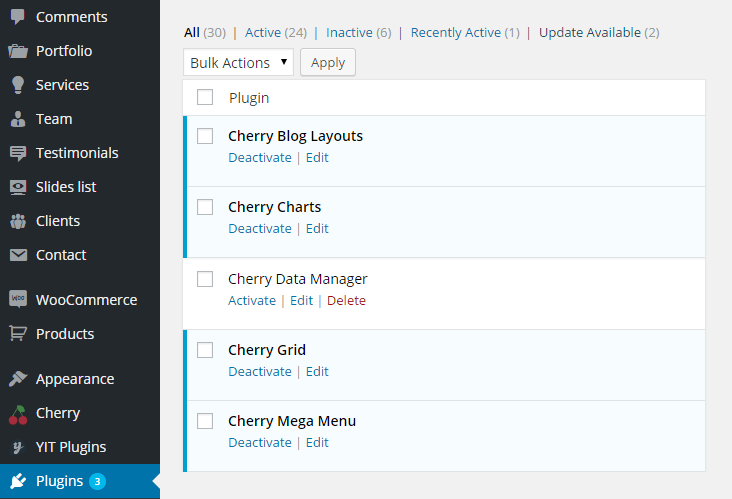 Comments
Portfolio
Services
Team
Testimonials
Slides list
Clients
Contact
WOO WooCommerce
Products
Appearance
Cherry
YIT Plugins
Plugins 3
All (30) | Active (24) | Inactive (6) | Recently Active (1) | Update Available (2)
Bulk Actions Apply
Plugin
Cherry Blog Layouts
Deactivate | Edit
Cherry Charts
Deactivate | Edit
Cherry Data Manager
Activate | Edit | Delete
Cherry Grid
Deactivate | Edit
Cherry Mega Menu
Deactivate | Edit